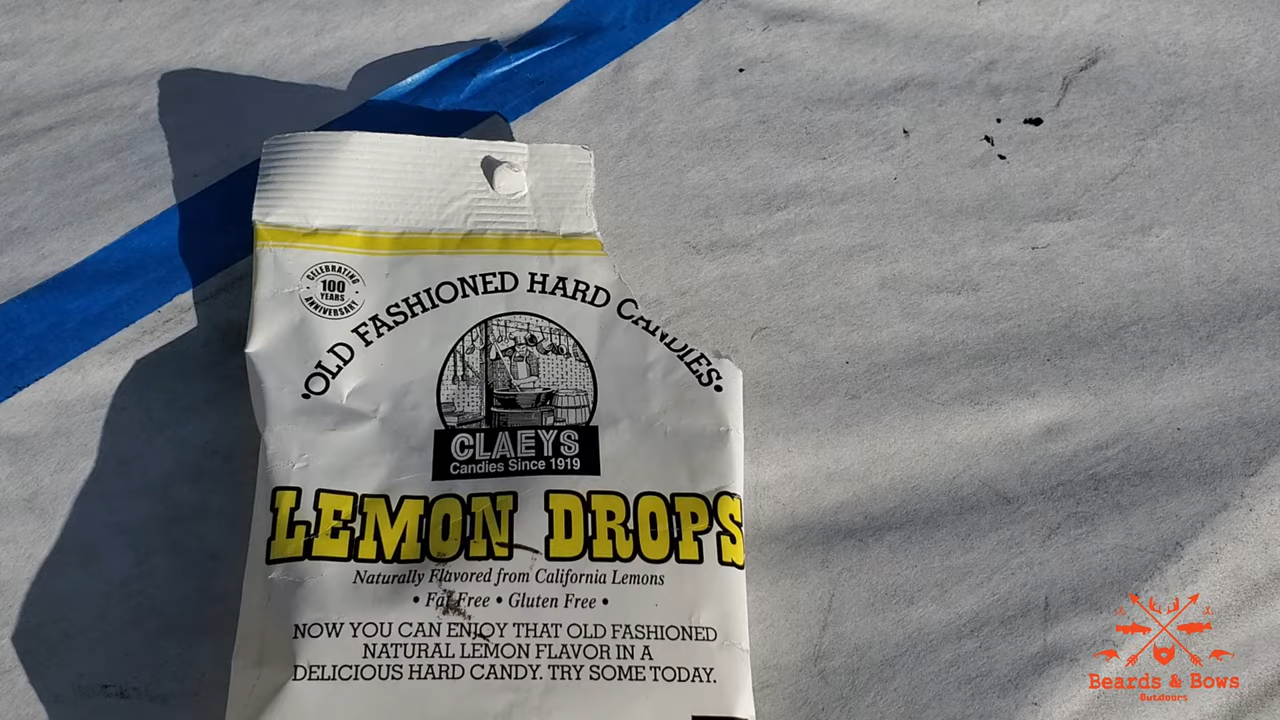 CELEBRATING
100
YEARS
ANNIVERSARY
•OLD FASHIONED HARD CANDIES•
CLAEYS
Candies Since 1919
LEMON DROPS
Naturally Flavored from California Lemons
• Fat Free • Gluten Free •
NOW YOU CAN ENJOY THAT OLD FASHIONED
NATURAL LEMON FLAVOR IN A
DELICIOUS HARD CANDY. TRY SOME TODAY.
Beards & Bows
Outdoors